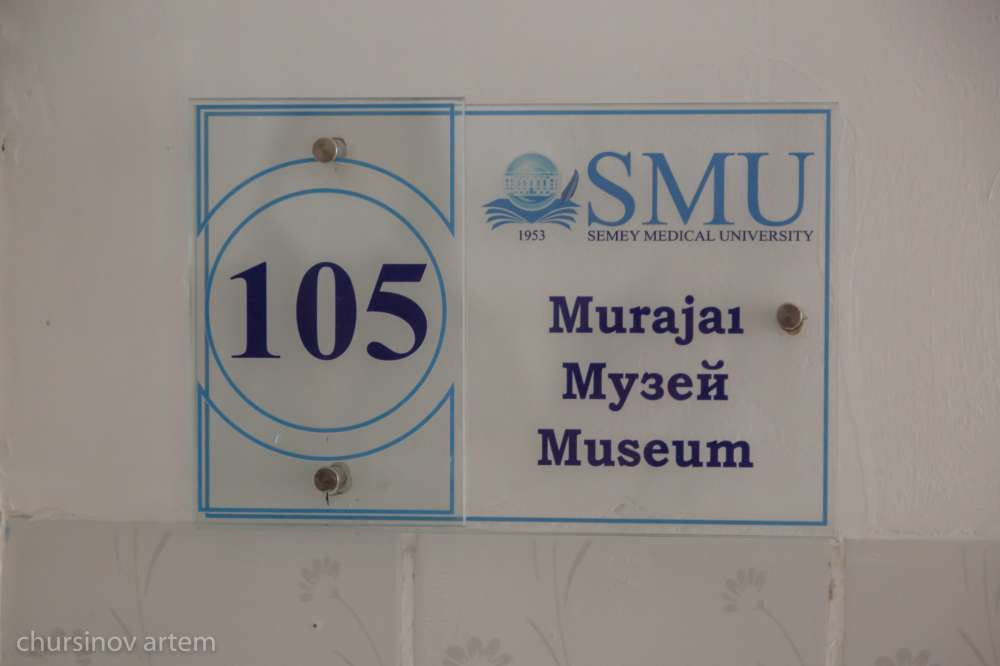 105
SMU
1953
SEMEY MEDICAL UNIVERSITY
Murajaı
Музей
Museum
chursinov artem